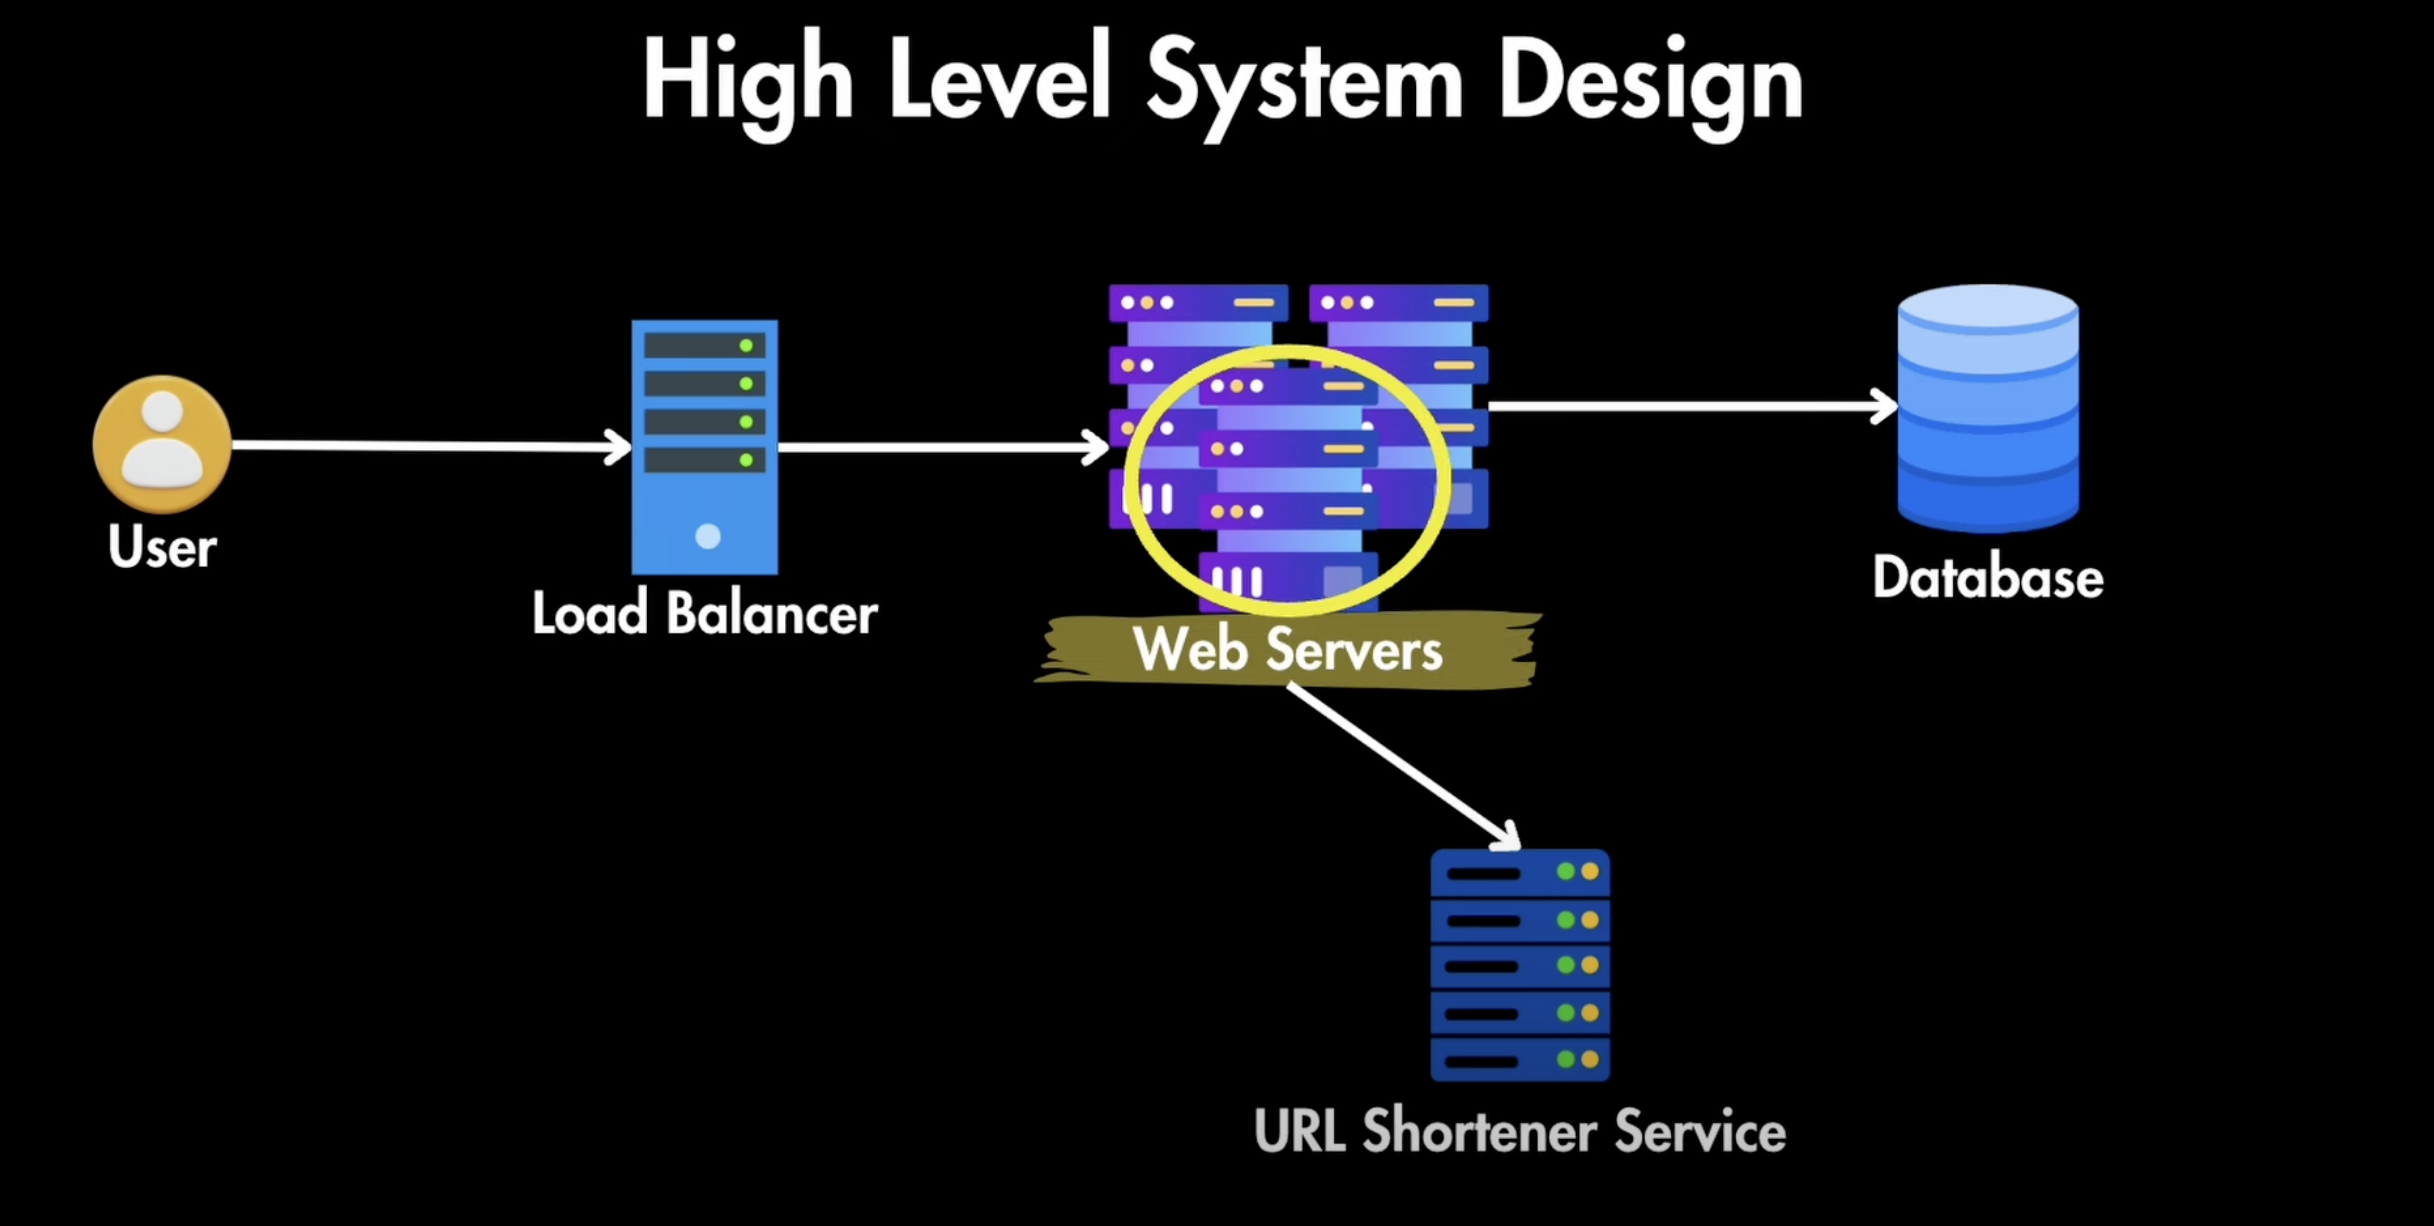 High Level System Design
User
Load Balancer
Web Servers
Database
URL Shortener Service